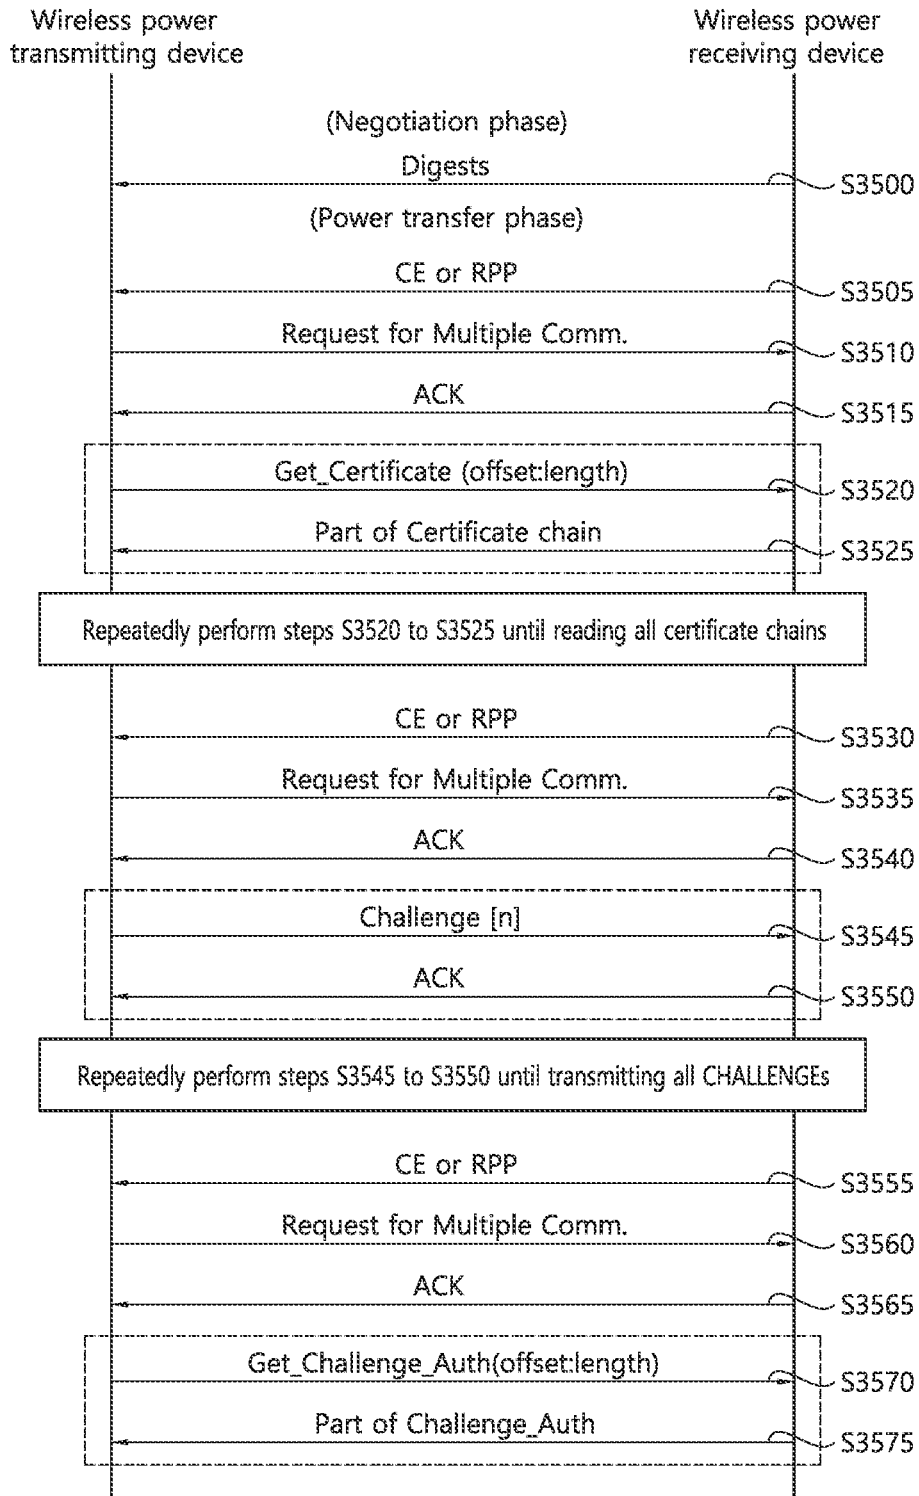 Wireless power
transmitting device
Wireless power
receiving device
(Negotiation phase)
Digests
S3500
(Power transfer phase)
CE or RPP
S3505
Request for Multiple Comm.
S3510
ACK
S3515
Get_Certificate (offset:length)
S3520
Part of Certificate chain
S3525
Repeatedly perform steps S3520 to S3525 until reading all certificate chains
CE or RPP
S3530
Request for Multiple Comm.
S3535
ACK
S3540
Challenge [n]
S3545
ACK
S3550
Repeatedly perform steps S3545 to S3550 until transmitting all CHALLENGEs
CE or RPP
S3555
Request for Multiple Comm.
S3560
ACK
S3565
Get_Challenge_Auth(offset:length)
S3570
Part of Challenge_Auth
S3575